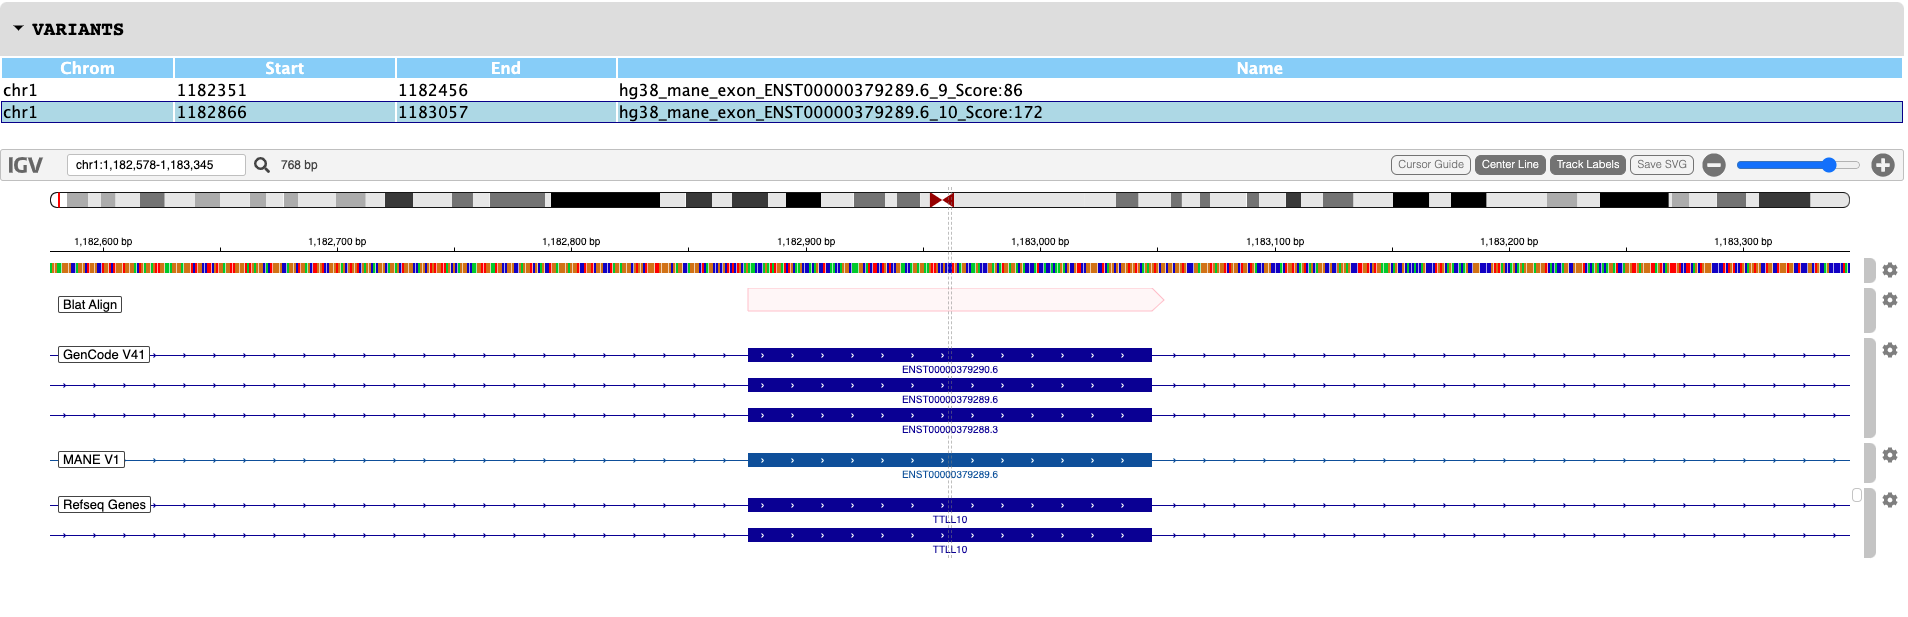 VARIANTS
Chrom Start End Name
chr1 1182351 1182456 hg38_mane_exon_ENST00000379289.6_9_Score:86
chr1 1182866 1183057 hg38_mane_exon_ENST00000379289.6_10_Score:172
IGV chr1:1,182,578-1,183,345 768 bp Cursor Guide Center Line Track Labels Save SVG
1,182,600 bp 1,182,700 bp 1,182,800 bp 1,182,900 bp 1,183,000 bp 1,183,100 bp 1,183,200 bp 1,183,300 bp
Blat Align
GenCode V41
ENST00000379290.6
ENST00000379289.6
ENST00000379288.3
MANE V1
ENST00000379289.6
Refseq Genes
TTLL10
TTLL10